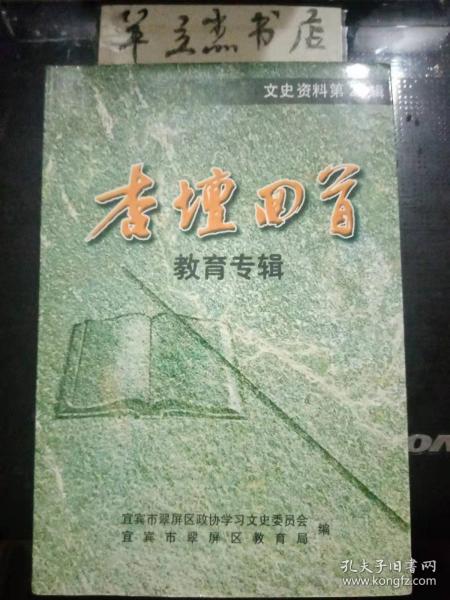 羊立杰书店
文史资料第 辑
杏壇回首
教育专辑
宜宾市翠屏区政协学习文史委员会
宜宾市翠屏区教育局
编
孔夫子旧书网
www.kongfz.com